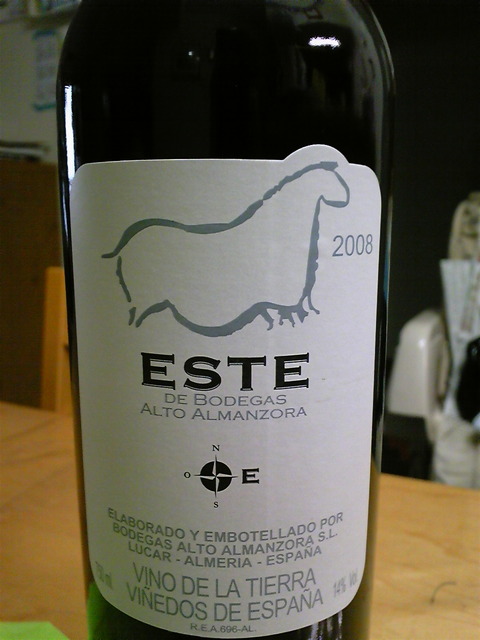 2008
ESTE
DE BODEGAS
ALTO ALMANZORA
N
O E
S
ELABORADO Y EMBOTELLADO POR
BODEGAS ALTO ALMANZORA S.L.
LUCAR - ALMERIA - ESPAÑA
VINO DE LA TIERRA
VIÑEDOS DE ESPAÑA
14% Vol
R.E.A.696-AL.